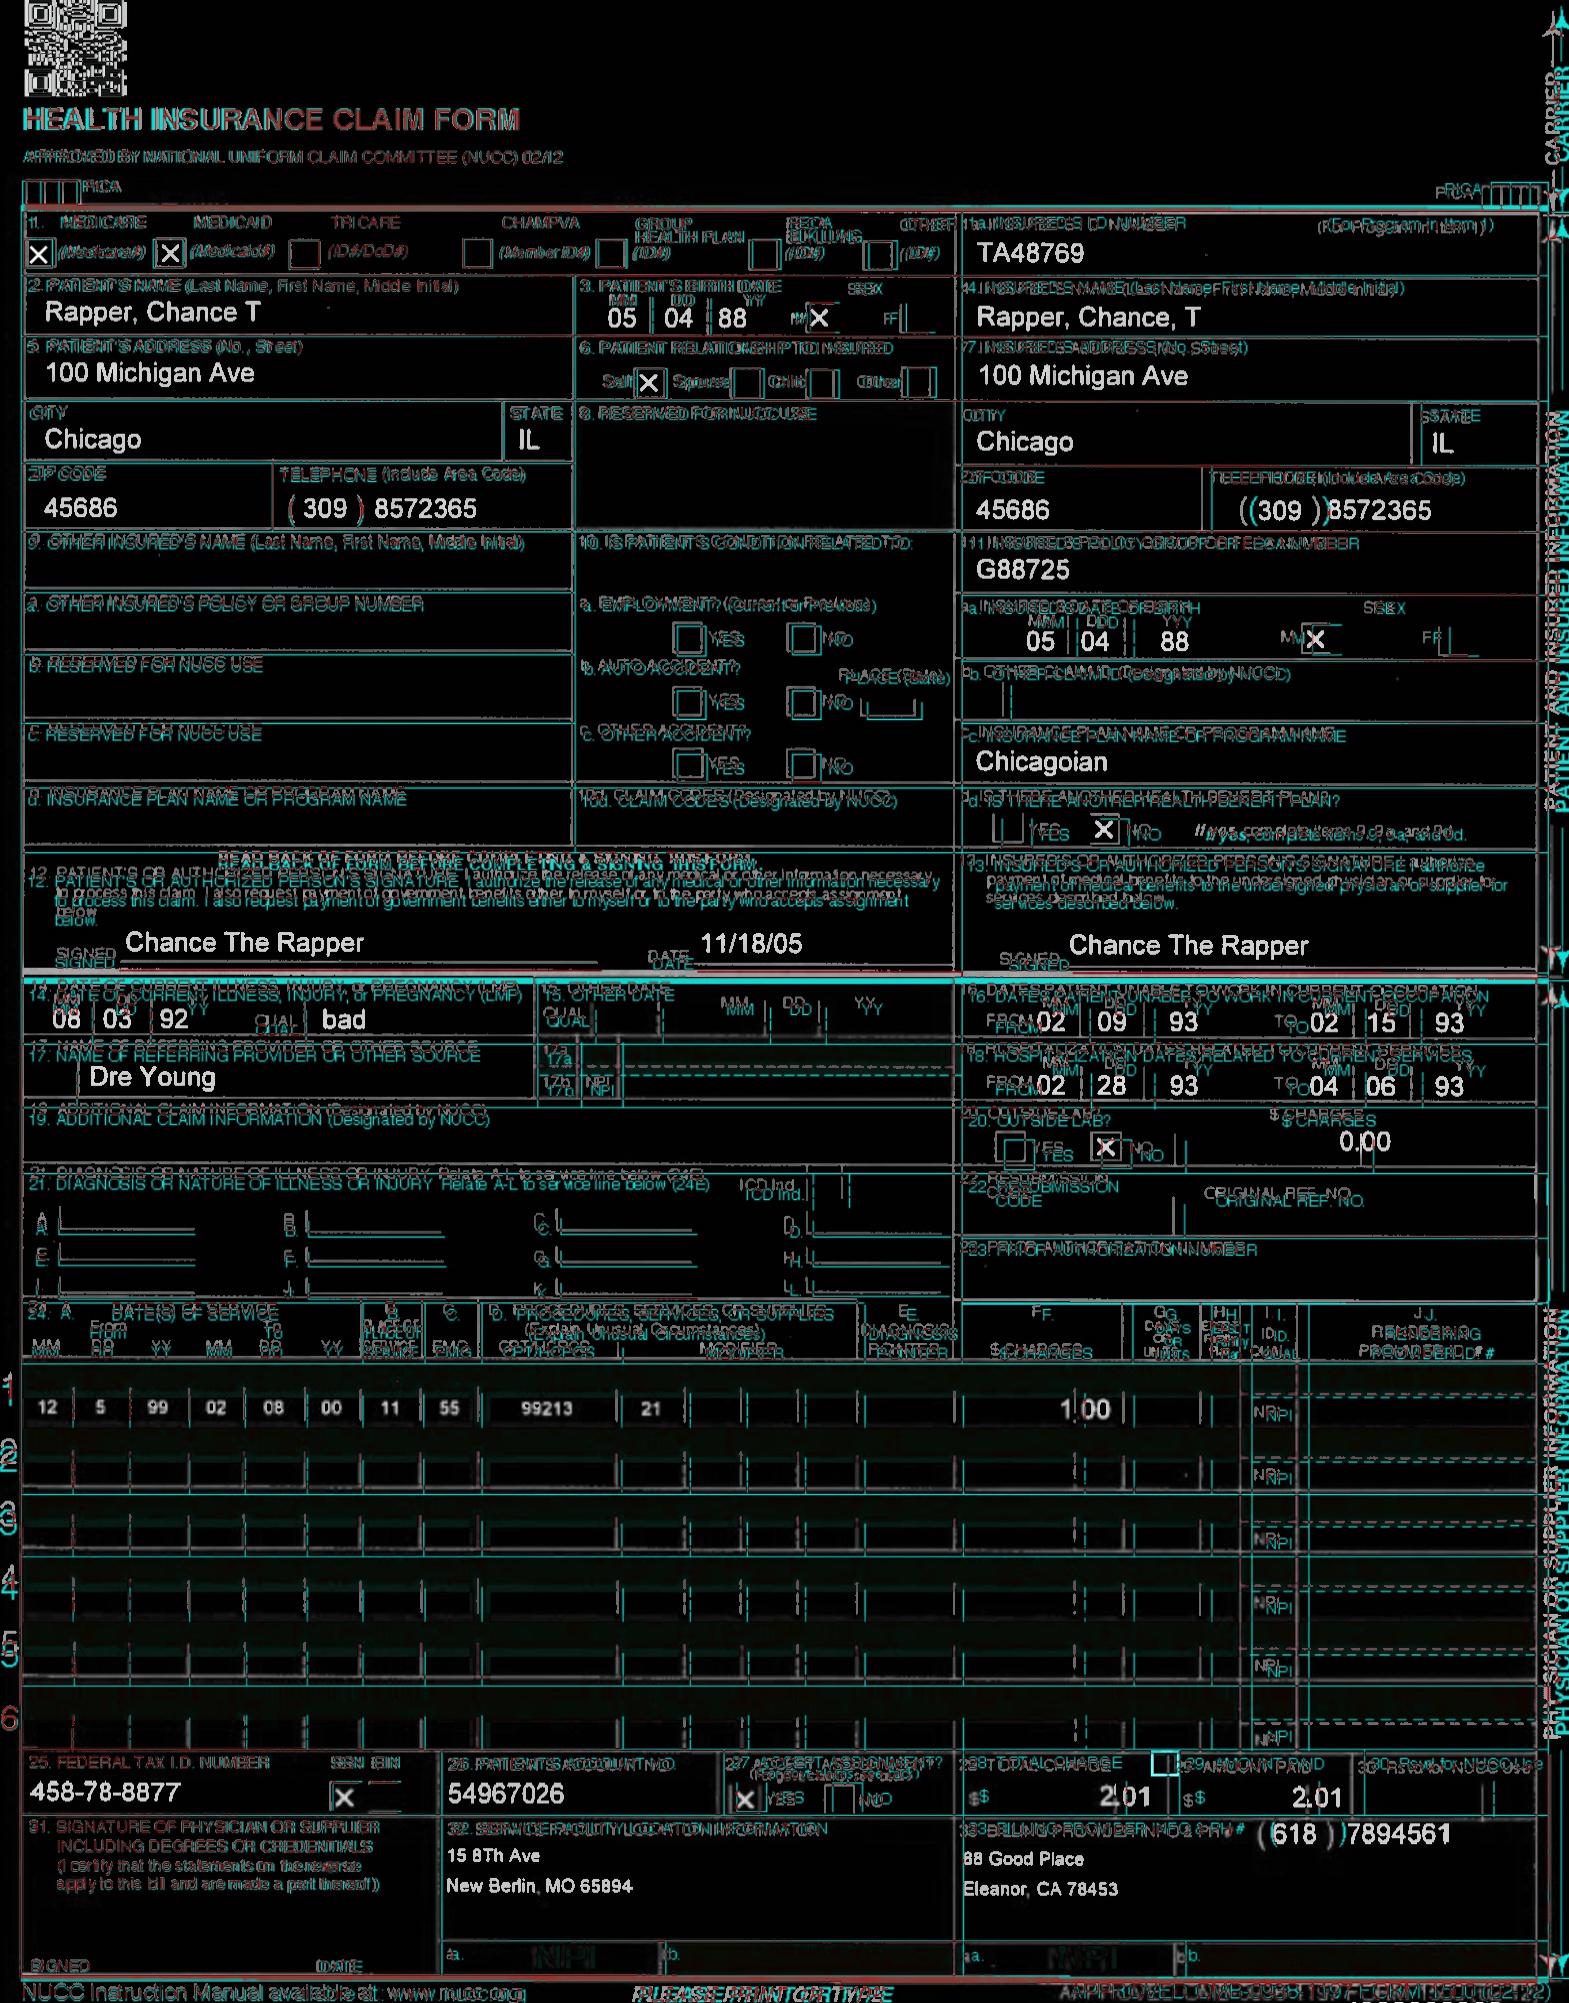 HEALTH INSURANCE CLAIM FORM
APPROVED BY NATIONAL UNIFORM CLAIM COMMITTEE (NUCC) 02/12
CARRIER
PICA PICA
1. MEDICARE MEDICAID TRICARE CHAMPVA GROUP HEALTH PLAN FECA BLK LUNG OTHER
(Medicare#) (Medicaid#) (ID#/DoD#) (Member ID#) (ID#) (ID#) (ID#)
1a. INSURED'S I.D. NUMBER (For Program in Item 1)
TA48769
2. PATIENT'S NAME (Last Name, First Name, Middle Initial)
Rapper, Chance T
3. PATIENT'S BIRTH DATE SEX
MM DD YY
05 04 88 M F
4. INSURED'S NAME (Last Name, First Name, Middle Initial)
Rapper, Chance, T
5. PATIENT'S ADDRESS (No., Street)
100 Michigan Ave
6. PATIENT RELATIONSHIP TO INSURED
Self Spouse Child Other
7. INSURED'S ADDRESS (No., Street)
100 Michigan Ave
CITY STATE
Chicago IL
8. RESERVED FOR NUCC USE
CITY STATE
Chicago IL
ZIP CODE TELEPHONE (Include Area Code)
45686 ( 309 ) 8572365
ZIP CODE TELEPHONE (Include Area Code)
45686 (309 ) 8572365
9. OTHER INSURED'S NAME (Last Name, First Name, Middle Initial)
10. IS PATIENT'S CONDITION RELATED TO:
11. INSURED'S POLICY GROUP OR FECA NUMBER
G88725
a. OTHER INSURED'S POLICY OR GROUP NUMBER
a. EMPLOYMENT? (Current or Previous)
YES NO
a. INSURED'S DATE OF BIRTH SEX
MM DD YY
05 04 88 M F
b. RESERVED FOR NUCC USE
b. AUTO ACCIDENT? PLACE (State)
YES NO
b. OTHER CLAIM ID (Designated by NUCC)
c. RESERVED FOR NUCC USE
c. OTHER ACCIDENT?
YES NO
c. INSURANCE PLAN NAME OR PROGRAM NAME
Chicagoian
d. INSURANCE PLAN NAME OR PROGRAM NAME
10d. CLAIM CODES (Designated by NUCC)
d. IS THERE ANOTHER HEALTH BENEFIT PLAN?
YES NO If yes, complete items 9, 9a, and 9d.
READ BACK OF FORM BEFORE COMPLETING & SIGNING THIS FORM.
12. PATIENT'S OR AUTHORIZED PERSON'S SIGNATURE I authorize the release of any medical or other information necessary
to process this claim. I also request payment of government benefits either to myself or to the party who accepts assignment
below.
SIGNED Chance The Rapper DATE 11/18/05
13. INSURED'S OR AUTHORIZED PERSON'S SIGNATURE I authorize
payment of medical benefits to the undersigned physician or supplier for
services described below.
SIGNED Chance The Rapper
PATIENT AND INSURED INFORMATION
14. DATE OF CURRENT ILLNESS, INJURY, or PREGNANCY (LMP)
MM DD YY
08 03 92 QUAL. bad
15. OTHER DATE
QUAL. MM DD YY
16. DATES PATIENT UNABLE TO WORK IN CURRENT OCCUPATION
MM DD YY MM DD YY
FROM 02 09 93 TO 02 15 93
17. NAME OF REFERRING PROVIDER OR OTHER SOURCE
Dre Young
17a.
17b. NPI
18. HOSPITALIZATION DATES RELATED TO CURRENT SERVICES
MM DD YY MM DD YY
FROM 02 28 93 TO 04 06 93
19. ADDITIONAL CLAIM INFORMATION (Designated by NUCC)
20. OUTSIDE LAB? $ CHARGES
YES NO 0.00
21. DIAGNOSIS OR NATURE OF ILLNESS OR INJURY Relate A-L to service line below (24E) ICD Ind.
A. B. C. D.
E. F. G. H.
I. J. K. L.
22. RESUBMISSION CODE ORIGINAL REF. NO.
23. PRIOR AUTHORIZATION NUMBER
24. A. DATE(S) OF SERVICE B. C. D. PROCEDURES, SERVICES, OR SUPPLIES E. F. G. H. I. J.
From To PLACE OF (Explain Unusual Circumstances) DIAGNOSIS DAYS OR ID. RENDERING
MM DD YY MM DD YY SERVICE EMG CPT/HCPCS MODIFIER POINTER $ CHARGES UNITS QUAL. PROVIDER ID. #
1 12 5 99 02 08 00 11 55 99213 21 1.00 NPI
2 NPI
3 NPI
4 NPI
5 NPI
6 NPI
PHYSICIAN OR SUPPLIER INFORMATION
25. FEDERAL TAX I.D. NUMBER SSN EIN
458-78-8877
26. PATIENT'S ACCOUNT NO.
54967026
27. ACCEPT ASSIGNMENT?
YES NO
28. TOTAL CHARGE
$ 2.01
29. AMOUNT PAID
$ 2.01
30. Rsvd for NUCC Use
31. SIGNATURE OF PHYSICIAN OR SUPPLIER
INCLUDING DEGREES OR CREDENTIALS
(I certify that the statements on the reverse
apply to this bill and are made a part thereof.)
SIGNED DATE
32. SERVICE FACILITY LOCATION INFORMATION
15 8Th Ave
New Berlin, MO 65894
a. NPI b.
33. BILLING PROVIDER INFO & PH # (618 ) 7894561
88 Good Place
Eleanor, CA 78453
a. NPI b.
NUCC Instruction Manual available at: www.nucc.org
PLEASE PRINT OR TYPE
APPROVED OMB-0938-1197 FORM 1500 (02-12)